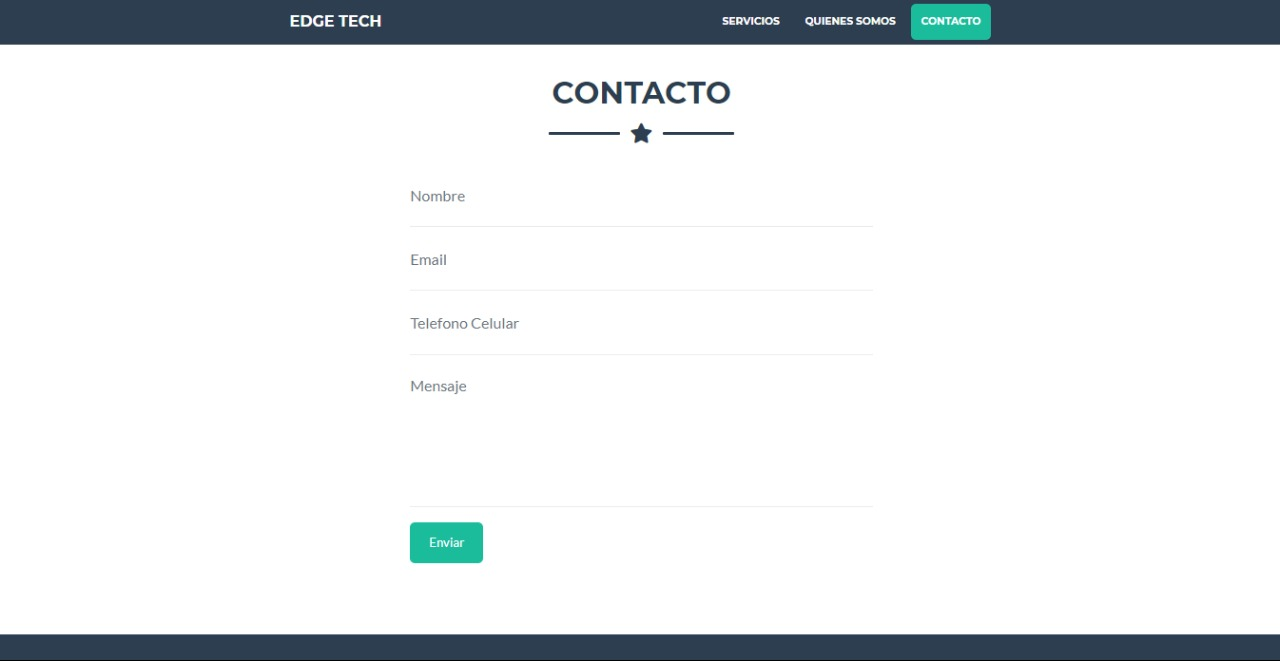 EDGE TECH
SERVICIOS QUIENES SOMOS CONTACTO
CONTACTO
Nombre
Email
Telefono Celular
Mensaje
Enviar